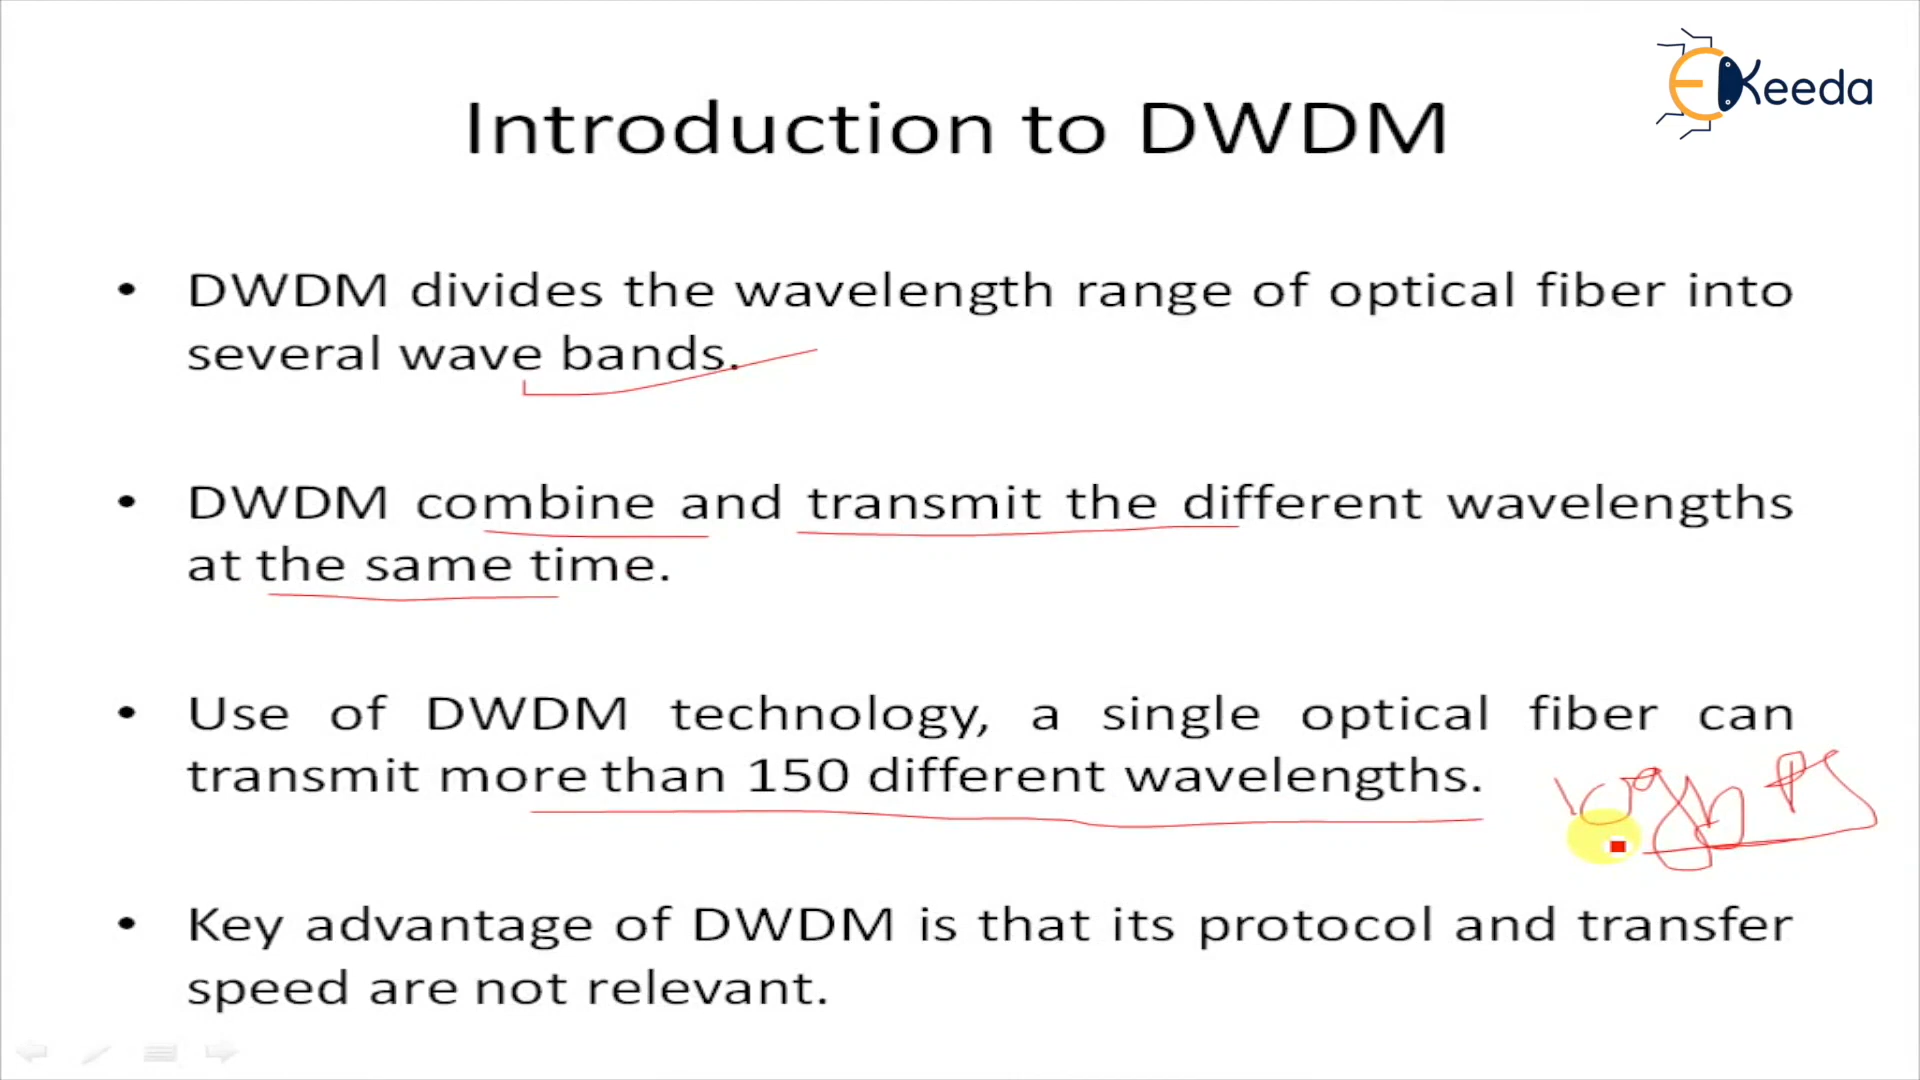 EKeeda
Introduction to DWDM
• DWDM divides the wavelength range of optical fiber into
several wave bands.
• DWDM combine and transmit the different wavelengths
at the same time.
• Use of DWDM technology, a single optical fiber can
transmit more than 150 different wavelengths.
• Key advantage of DWDM is that its protocol and transfer
speed are not relevant.